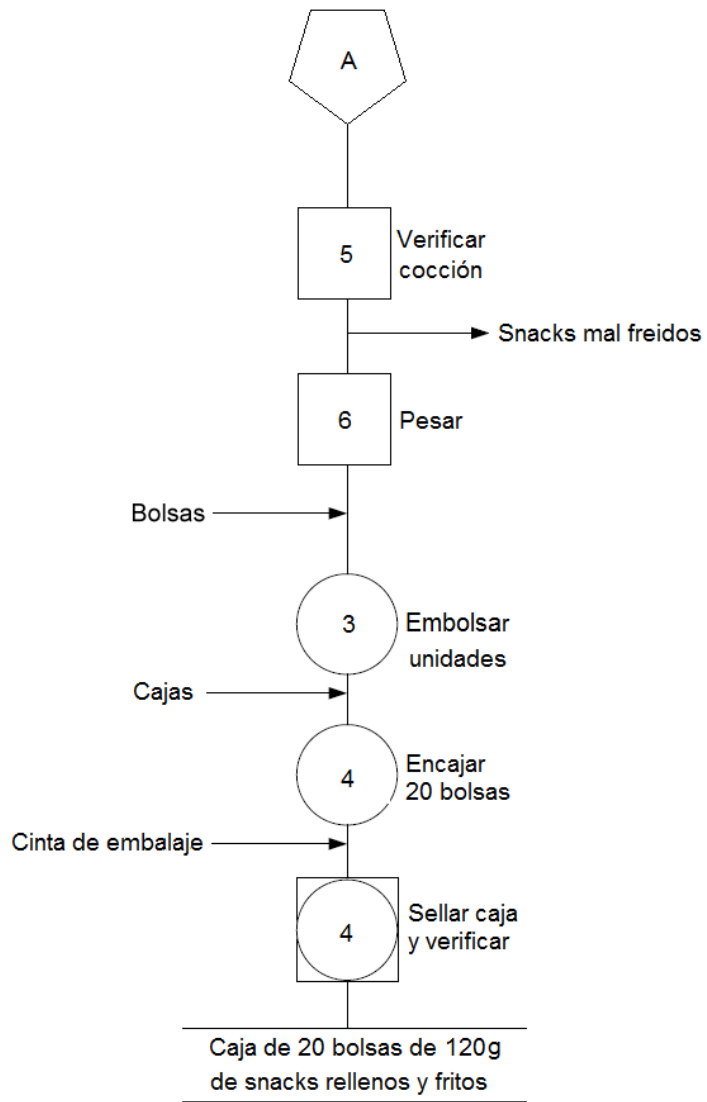 A
5
Verificar
cocción
Snacks mal freidos
6
Pesar
Bolsas
3
Embolsar
unidades
Cajas
4
Encajar
20 bolsas
Cinta de embalaje
4
Sellar caja
y verificar
Caja de 20 bolsas de 120g
de snacks rellenos y fritos